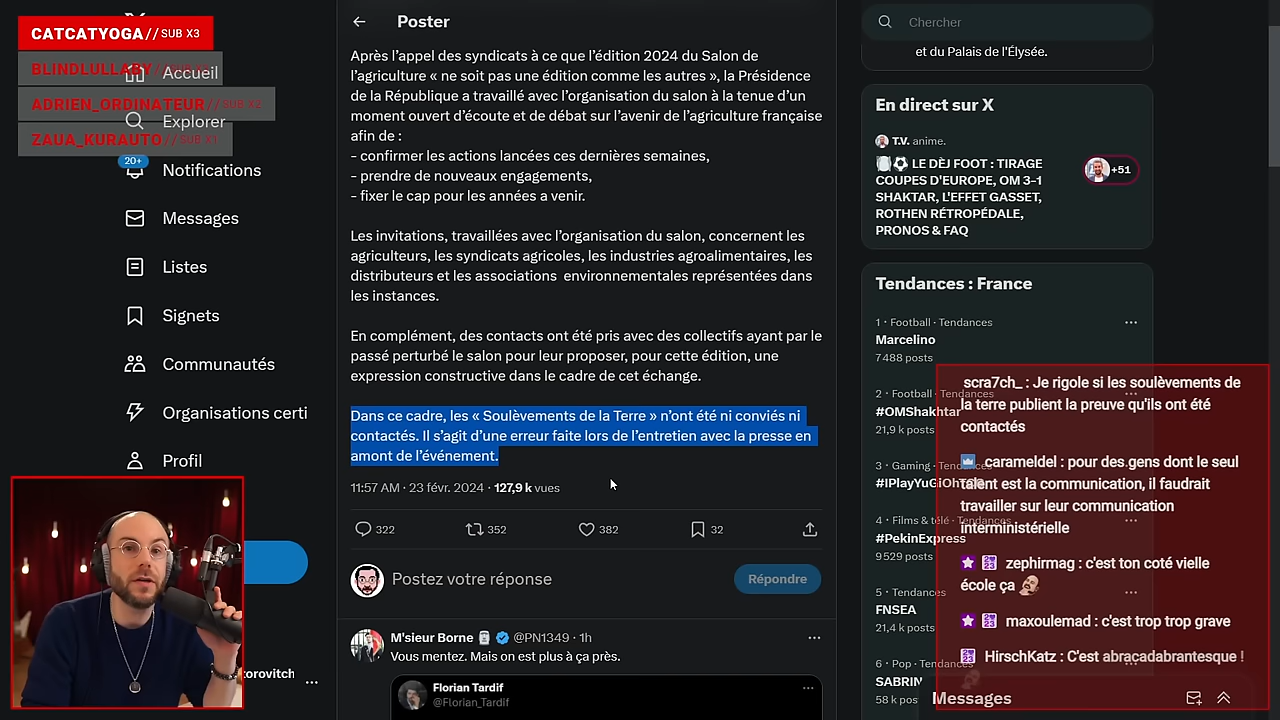 CATCATYOGA// SUB X3
BLINDLULLABY
ADRIEN_ORDINATEUR// SUB X2
ZAUA_KURAUTO// SUB X1
Accueil
Explorer
20+
Notifications
Messages
Listes
Signets
Communautés
Organisations certi
Profil
torovitch
Poster
Après l'appel des syndicats à ce que l'édition 2024 du Salon de
l'agriculture « ne soit pas une édition comme les autres », la Présidence
de la République a travaillé avec l'organisation du salon à la tenue d'un
moment ouvert d'écoute et de débat sur l'avenir de l'agriculture française
afin de :
- confirmer les actions lancées ces dernières semaines,
- prendre de nouveaux engagements,
- fixer le cap pour les années a venir.
Les invitations, travaillées avec l'organisation du salon, concernent les
agriculteurs, les syndicats agricoles, les industries agroalimentaires, les
distributeurs et les associations environnementales représentées dans
les instances.
En complément, des contacts ont été pris avec des collectifs ayant par le
passé perturbé le salon pour leur proposer, pour cette édition, une
expression constructive dans le cadre de cet échange.
Dans ce cadre, les « Soulèvements de la Terre » n'ont été ni conviés ni
contactés. Il s'agit d'une erreur faite lors de l'entretien avec la presse en
amont de l'événement.
11:57 AM · 23 févr. 2024 · 127,9 k vues
322
352
382
32
Postez votre réponse
Répondre
M'sieur Borne @PN1349 · 1h
Vous mentez. Mais on est plus à ça près.
Florian Tardif
@Florian_Tardif
Chercher
et du Palais de l'Élysée.
En direct sur X
T.V. anime.
LE DÈJ FOOT : TIRAGE
COUPES D'EUROPE, OM 3-1
SHAKTAR, L'EFFET GASSET,
ROTHEN RÉTROPÉDALE,
PRONOS & FAQ
+51
Tendances : France
1 · Football · Tendances
Marcelino
7 488 posts
2 · Football · Tendances
#OMShakhtar
21,9 k posts
3 · Gaming · Tendances
#IPlayYuGiOh
4 · Films & télé · Tendances
#PekinExpress
9 529 posts
5 · Tendances
FNSEA
21,4 k posts
6 · Pop · Tendances
SABRIN
58 k posts
scra7ch_ : Je rigole si les soulèvements de
la terre publient la preuve qu'ils ont été
contactés
carameldel : pour des.gens dont le seul
talent est la communication, il faudrait
travailler sur leur communication
interministérielle
zephirmag : c'est ton coté vielle
école ça
maxoulemad : c'est trop trop grave
HirschKatz : C'est abracadabrantesque !
Messages